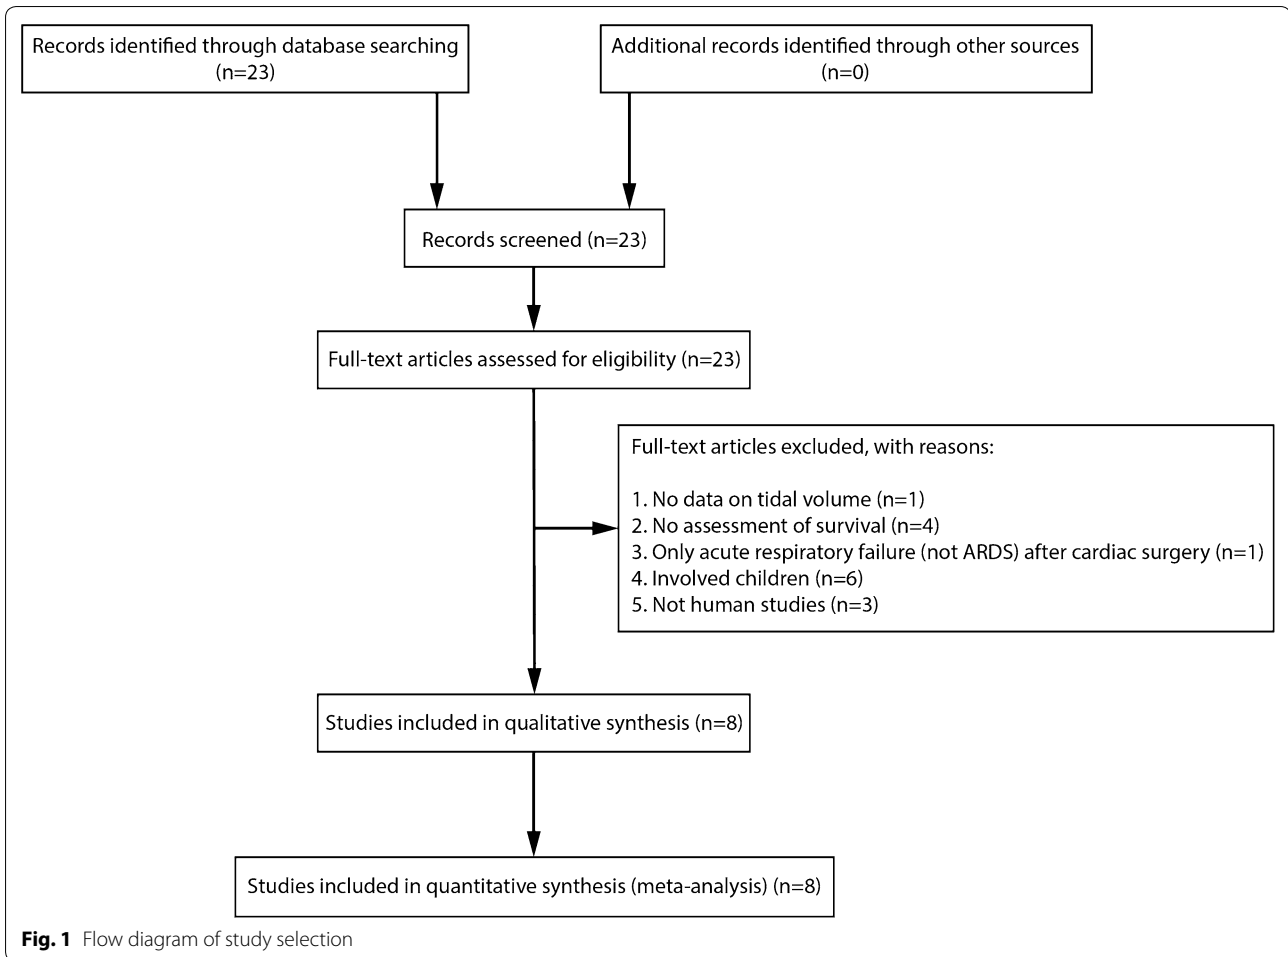 Records identified through database searching
(n=23)
Additional records identified through other sources
(n=0)
Records screened (n=23)
Full-text articles assessed for eligibility (n=23)
Full-text articles excluded, with reasons:
1. No data on tidal volume (n=1)
2. No assessment of survival (n=4)
3. Only acute respiratory failure (not ARDS) after cardiac surgery (n=1)
4. Involved children (n=6)
5. Not human studies (n=3)
Studies included in qualitative synthesis (n=8)
Studies included in quantitative synthesis (meta-analysis) (n=8)
Fig. 1 Flow diagram of study selection